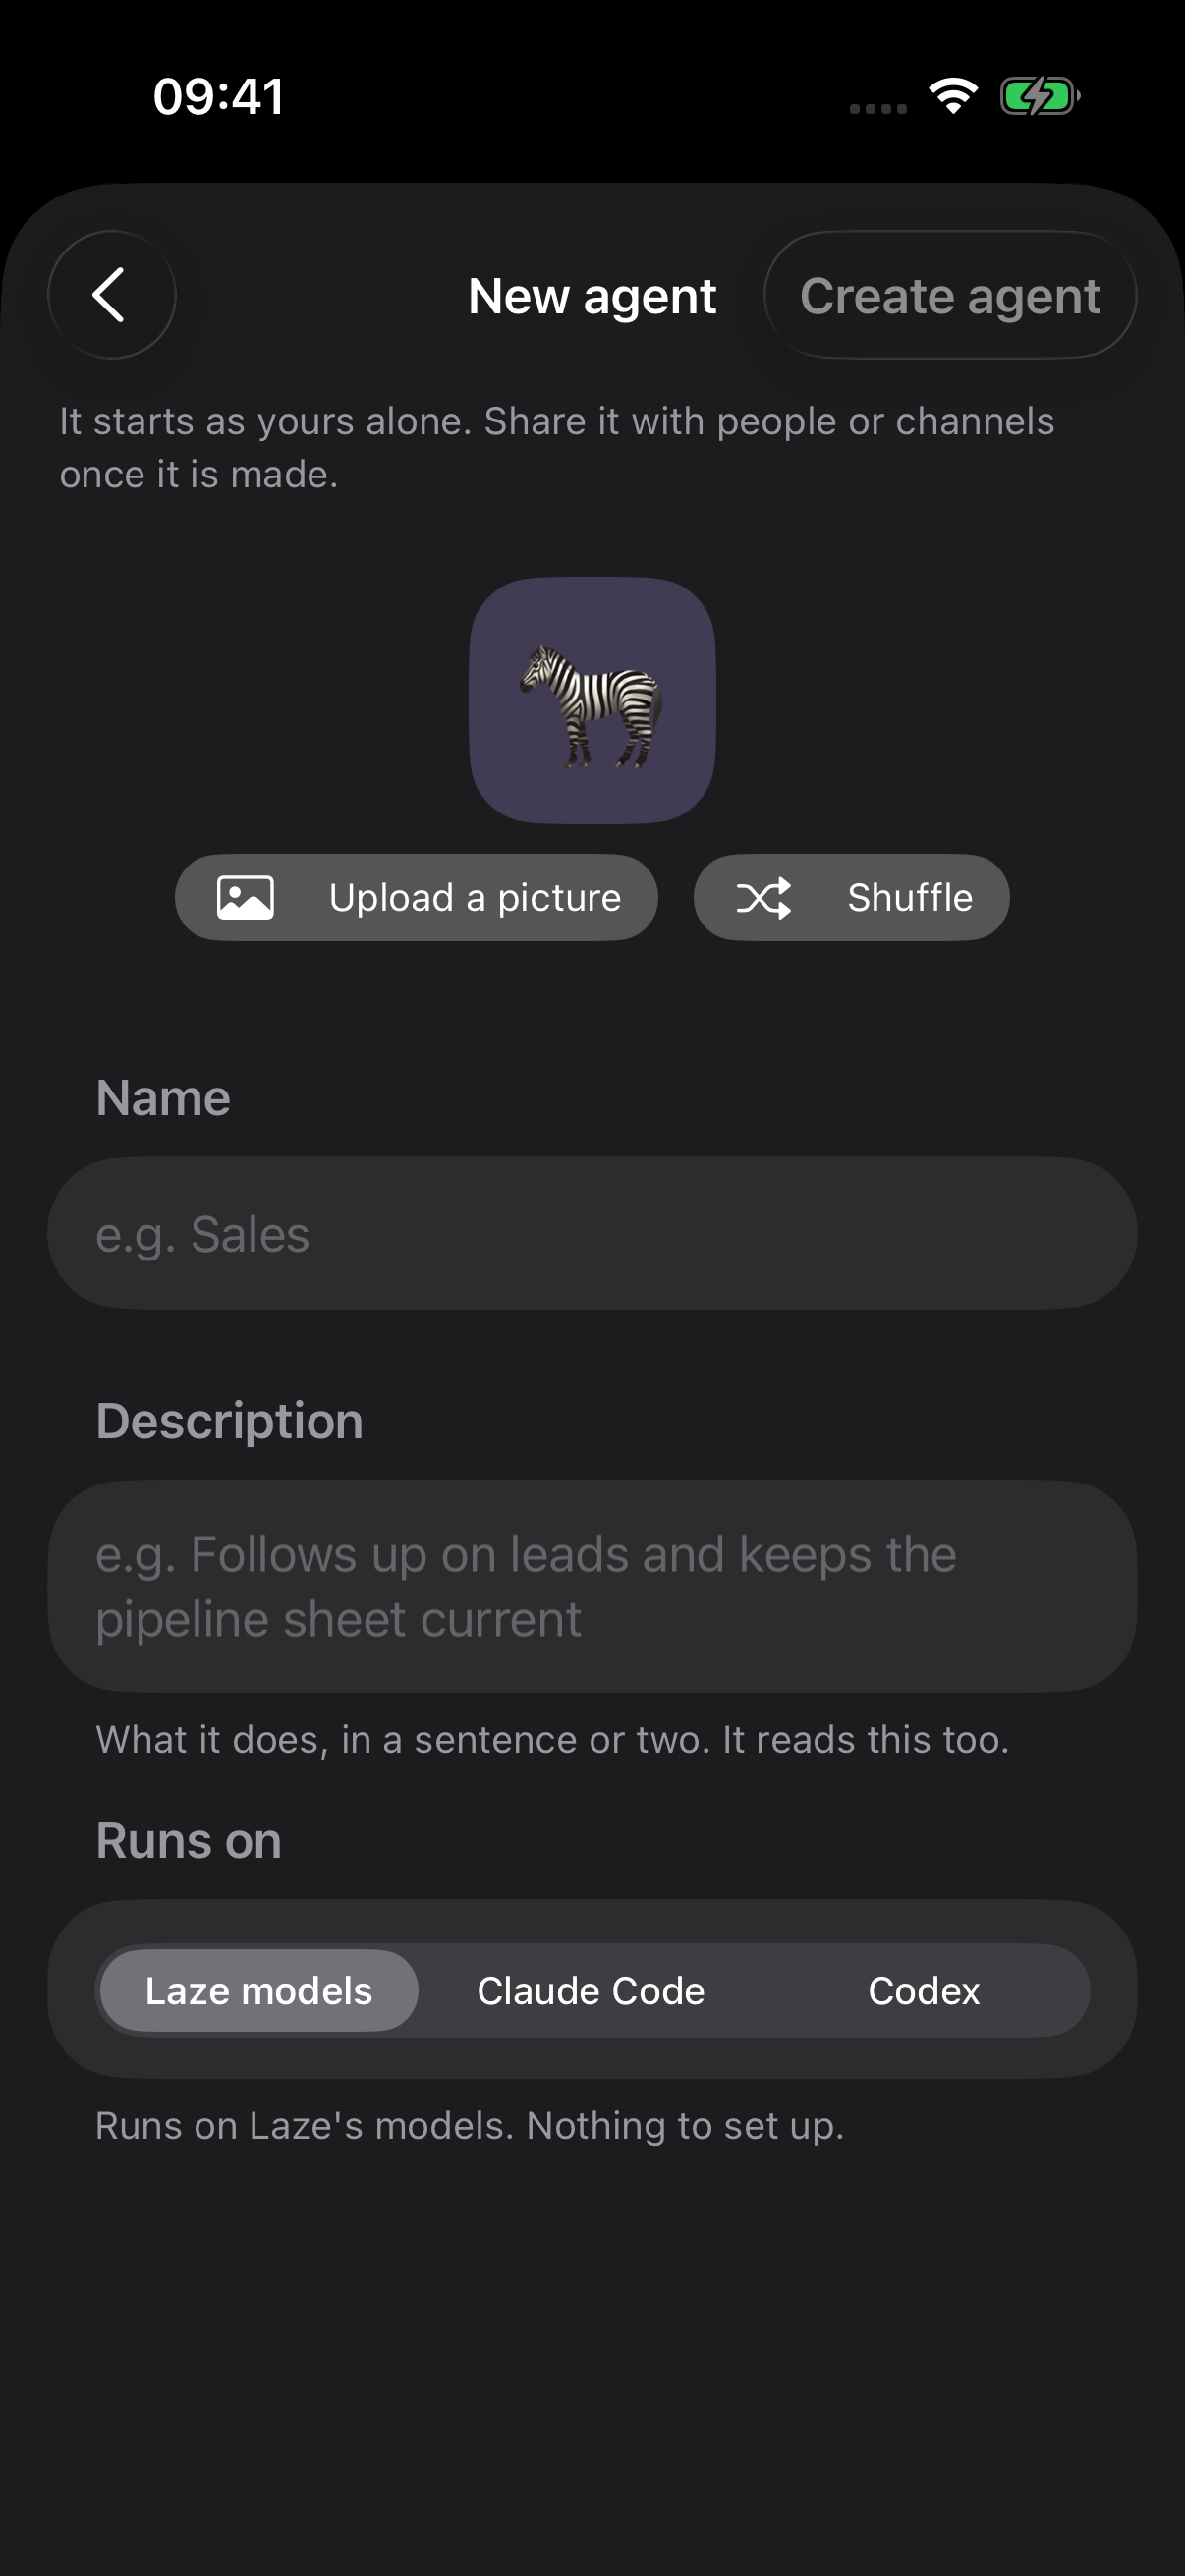 09:41
New agent
Create agent
It starts as yours alone. Share it with people or channels
once it is made.
Upload a picture
Shuffle
Name
e.g. Sales
Description
e.g. Follows up on leads and keeps the
pipeline sheet current
What it does, in a sentence or two. It reads this too.
Runs on
Laze models
Claude Code
Codex
Runs on Laze's models. Nothing to set up.